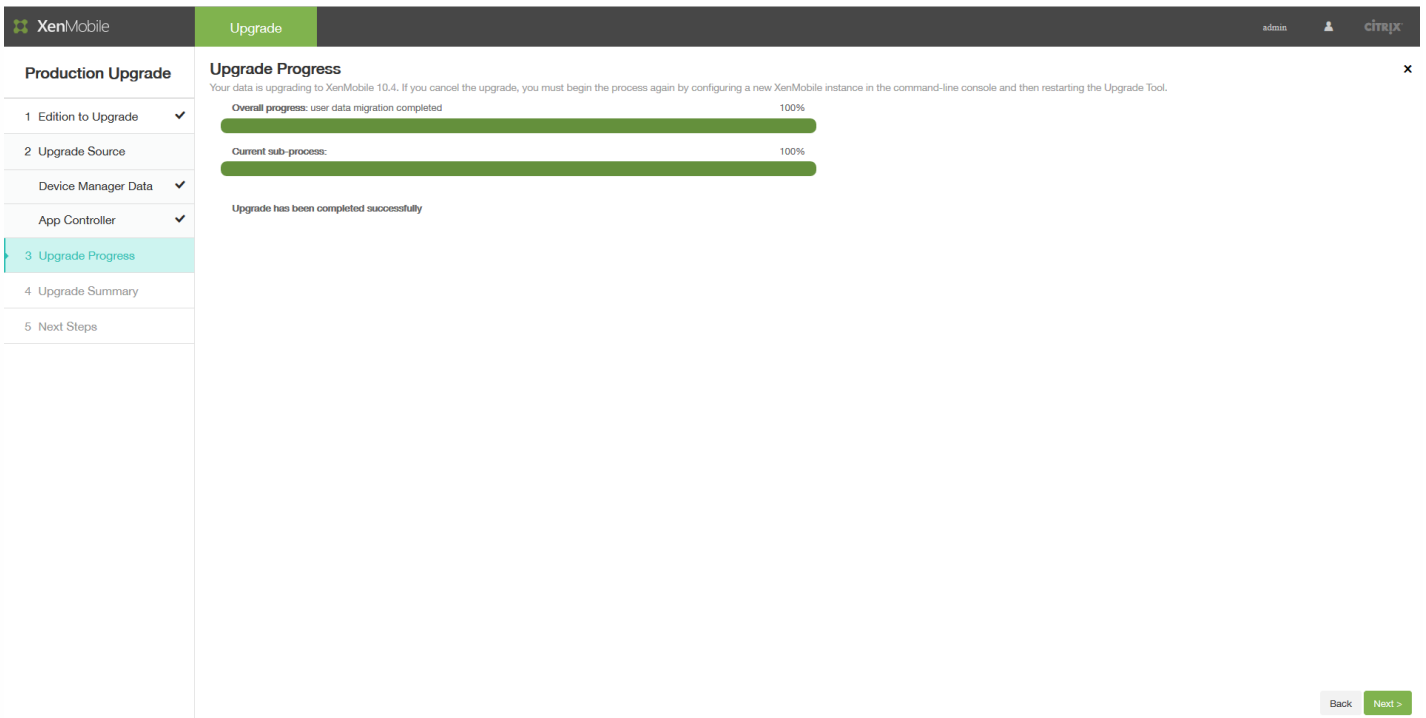 XenMobile
Upgrade
admin
CİTRIX
Production Upgrade
1 Edition to Upgrade
2 Upgrade Source
Device Manager Data
App Controller
3 Upgrade Progress
4 Upgrade Summary
5 Next Steps
Upgrade Progress
Your data is upgrading to XenMobile 10.4. If you cancel the upgrade, you must begin the process again by configuring a new XenMobile instance in the command-line console and then restarting the Upgrade Tool.
Overall progress: user data migration completed 100%
Current sub-process: 100%
Upgrade has been completed successfully
Back
Next >